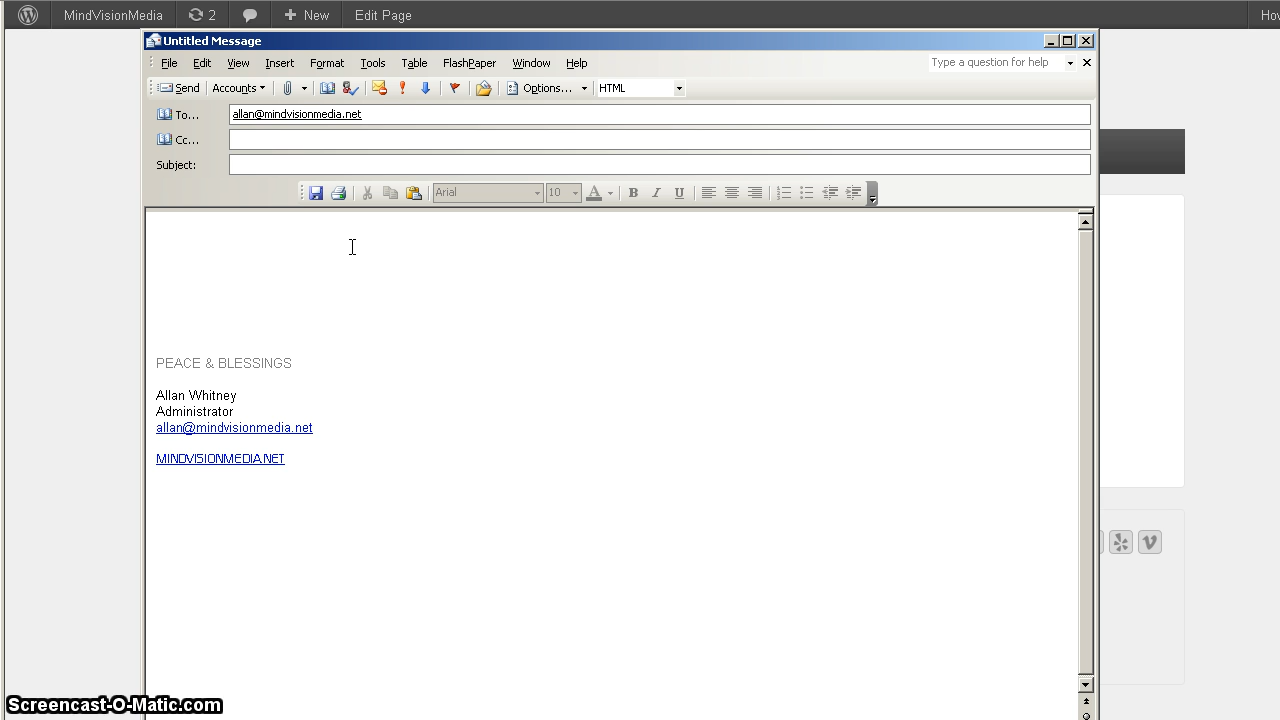 MindVisionMedia 2 New Edit Page
Untitled Message
File Edit View Insert Format Tools Table FlashPaper Window Help Type a question for help
Send Accounts Options... HTML
To... allan@mindvisionmedia.net
Cc...
Subject:
Arial 10 A B I U
PEACE & BLESSINGS
Allan Whitney
Administrator
allan@mindvisionmedia.net
MINDVISIONMEDIA.NET
Screencast-O-Matic.com